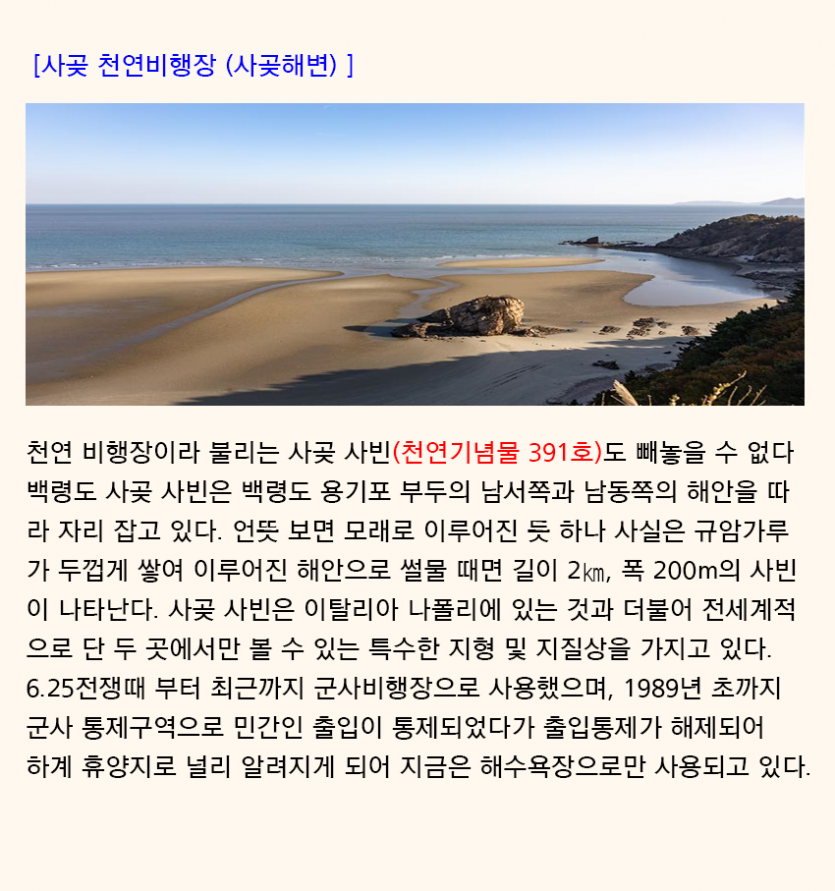 [사곶 천연비행장 (사곶해변) ]
천연 비행장이라 불리는 사곶 사빈(천연기념물 391호)도 빼놓을 수 없다
백령도 사곶 사빈은 백령도 용기포 부두의 남서쪽과 남동쪽의 해안을 따
라 자리 잡고 있다. 언뜻 보면 모래로 이루어진 듯 하나 사실은 규암가루
가 두껍게 쌓여 이루어진 해안으로 썰물 때면 길이 2㎞, 폭 200m의 사빈
이 나타난다. 사곶 사빈은 이탈리아 나폴리에 있는 것과 더불어 전세계적
으로 단 두 곳에서만 볼 수 있는 특수한 지형 및 지질상을 가지고 있다.
6.25전쟁때 부터 최근까지 군사비행장으로 사용했으며, 1989년 초까지
군사 통제구역으로 민간인 출입이 통제되었다가 출입통제가 해제되어
하계 휴양지로 널리 알려지게 되어 지금은 해수욕장으로만 사용되고 있다.